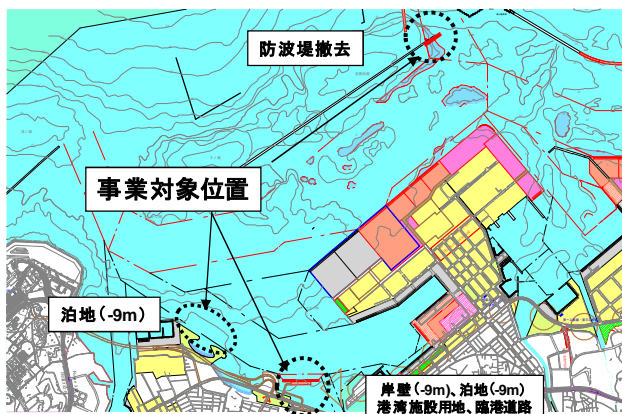 防波堤撤去
事業対象位置
泊地(-9m)
岸壁(-9m)、泊地(-9m)
港湾施設用地、臨港道路